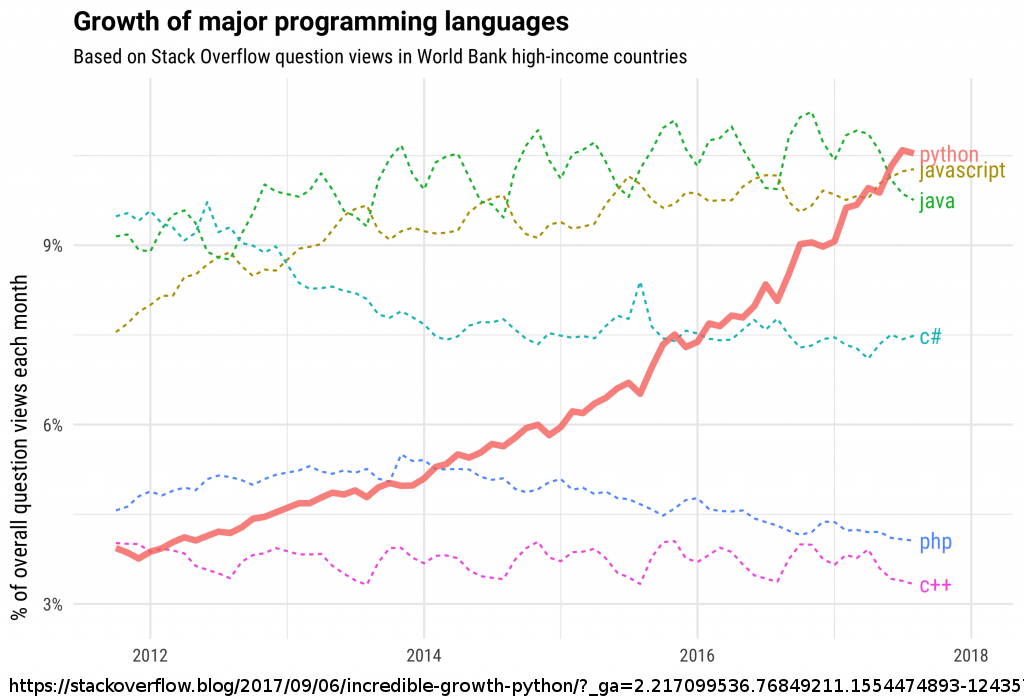 Growth of major programming languages
Based on Stack Overflow question views in World Bank high-income countries
% of overall question views each month
9%
6%
3%
python
javascript
java
c#
php
c++
2012
2014
2016
2018
https://stackoverflow.blog/2017/09/06/incredible-growth-python/?_ga=2.217099536.76849211.1554474893-12435